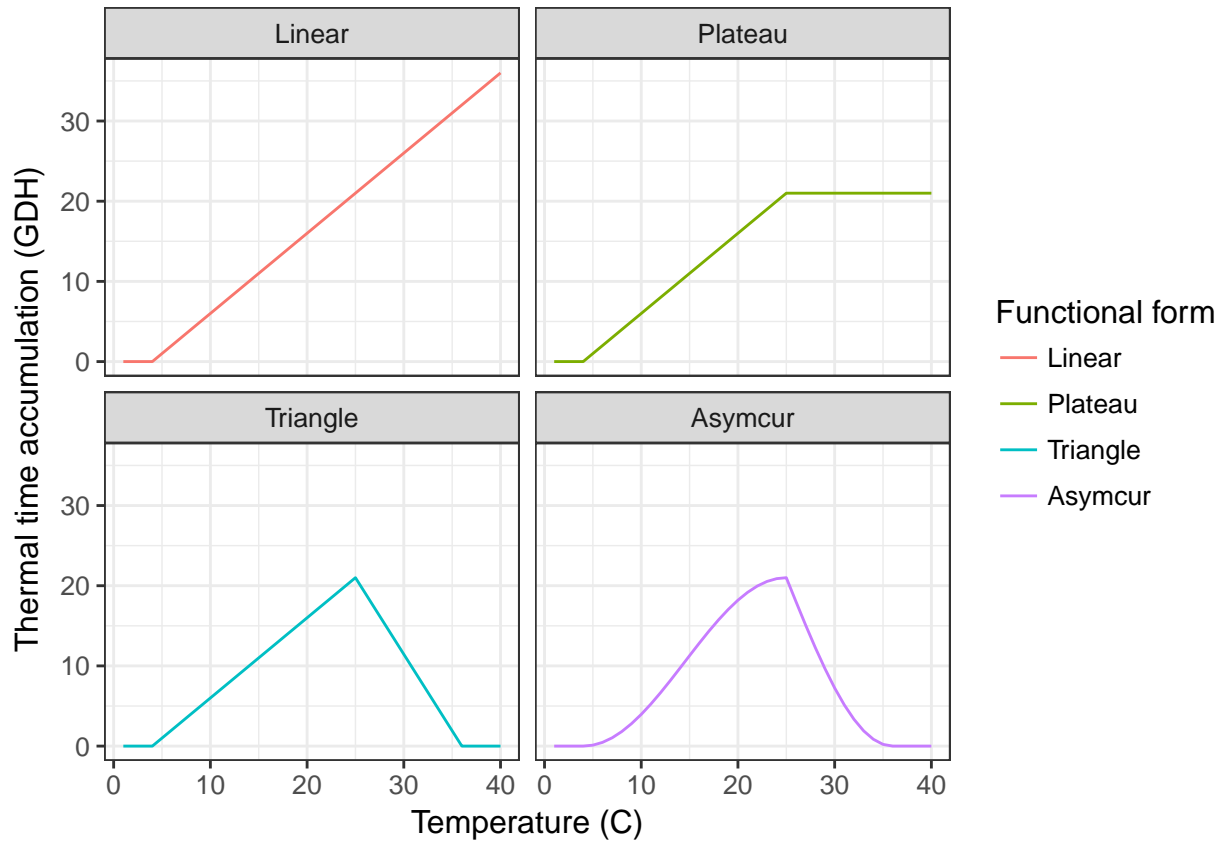 Linear
Plateau
30
20
10
0
Triangle
Asymcur
30
20
10
0
0
10
20
30
40
0
10
20
30
40
Temperature (C)
Thermal time accumulation (GDH)
Functional form
Linear
Plateau
Triangle
Asymcur